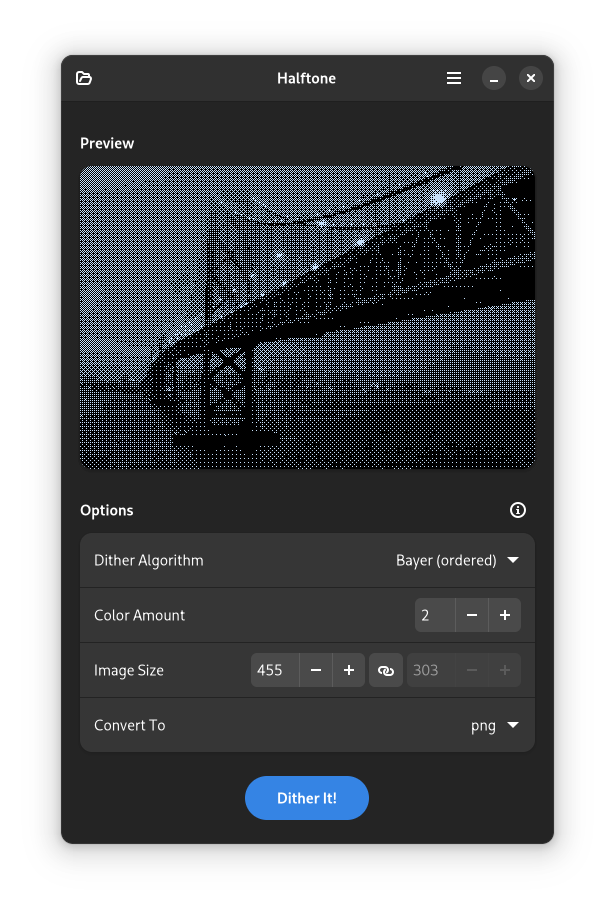 Halftone
Preview
Options
Dither Algorithm Bayer (ordered)
Color Amount 2
Image Size 455 303
Convert To png
Dither It!